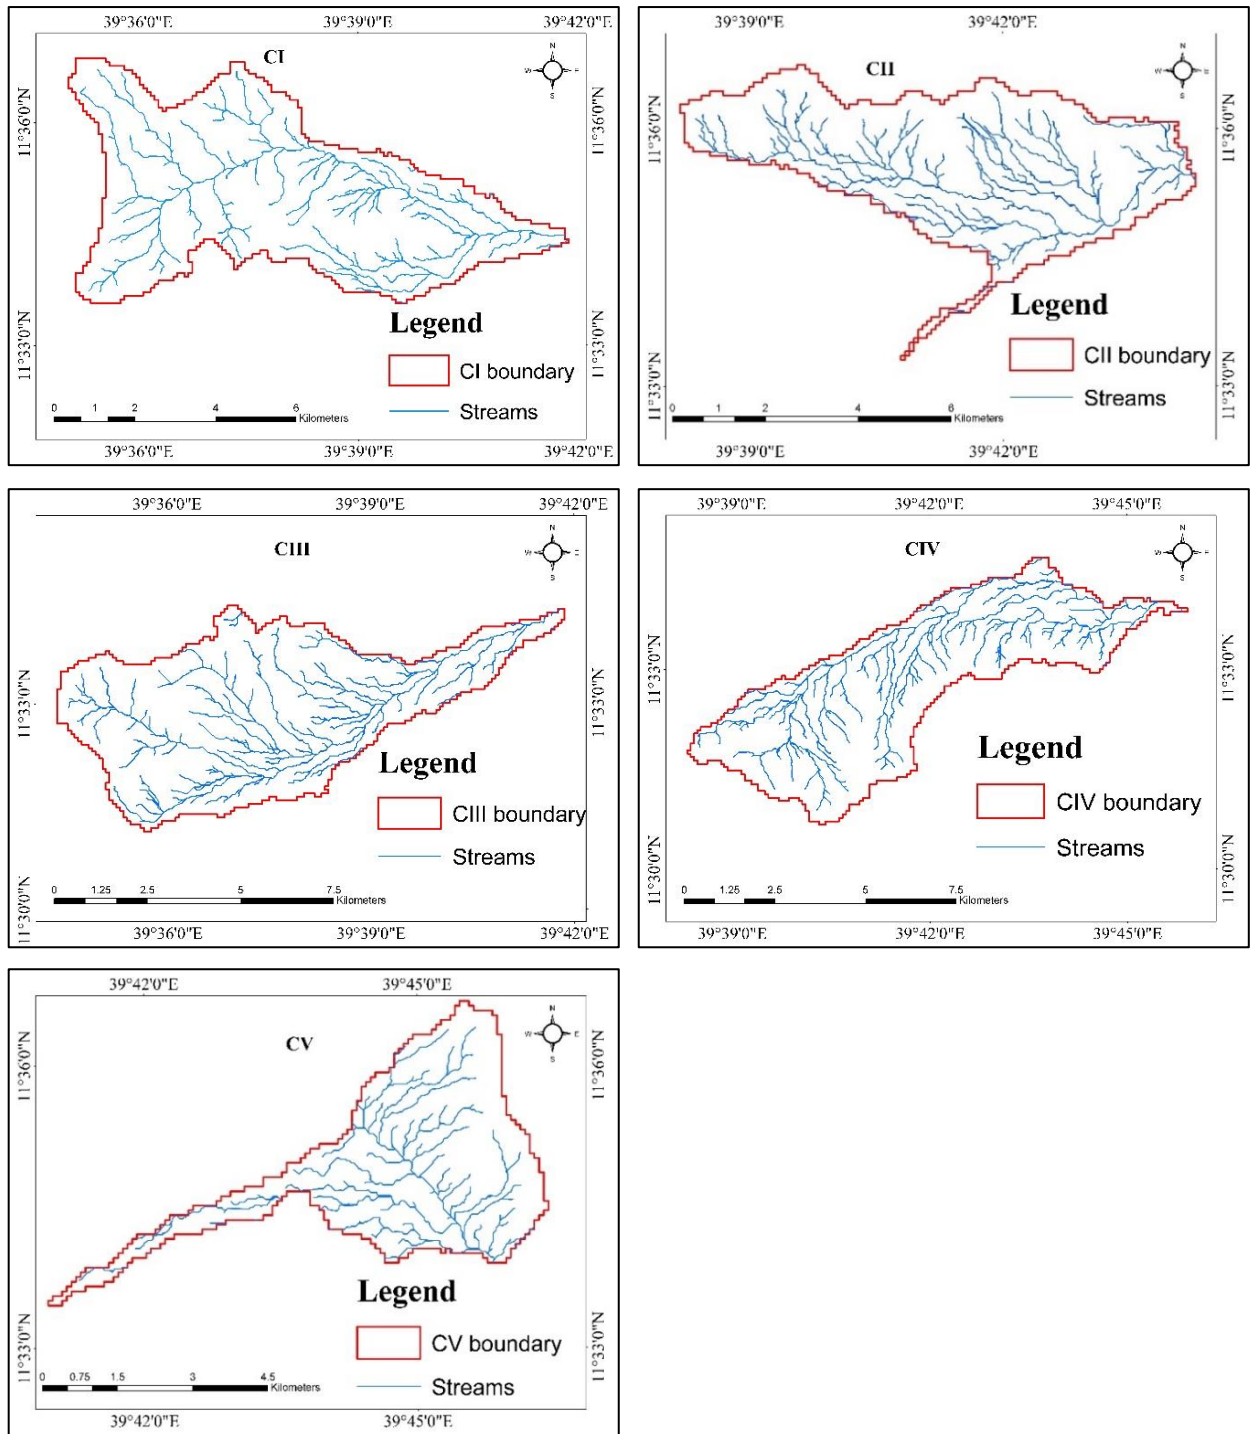 39°36'0"E 39°39'0"E 39°42'0"E
CI
N
W E
S
11°36'0"N 11°36'0"N
11°33'0"N 11°33'0"N
Legend
CI boundary
Streams
0 1 2 4 6
Kilometers
39°36'0"E 39°39'0"E 39°42'0"E
39°39'0"E 39°42'0"E
CII
N
W E
S
11°36'0"N 11°36'0"N
11°33'0"N 11°33'0"N
Legend
CII boundary
Streams
0 1 2 4 6
Kilometers
39°39'0"E 39°42'0"E
39°36'0"E 39°39'0"E 39°42'0"E
CIII
N
W E
S
11°33'0"N 11°33'0"N
Legend
CIII boundary
Streams
0 1.25 2.5 5 7.5
Kilometers
11°30'0"N
39°36'0"E 39°39'0"E 39°42'0"E
39°39'0"E 39°42'0"E 39°45'0"E
CIV
N
W E
S
11°33'0"N 11°33'0"N
Legend
CIV boundary
Streams
11°30'0"N 11°30'0"N
0 1.25 2.5 5 7.5
Kilometers
39°39'0"E 39°42'0"E 39°45'0"E
39°42'0"E 39°45'0"E
CV
N
W E
S
11°36'0"N 11°36'0"N
Legend
CV boundary
11°33'0"N 11°33'0"N
Streams
0 0.75 1.5 3 4.5
Kilometers
39°42'0"E 39°45'0"E